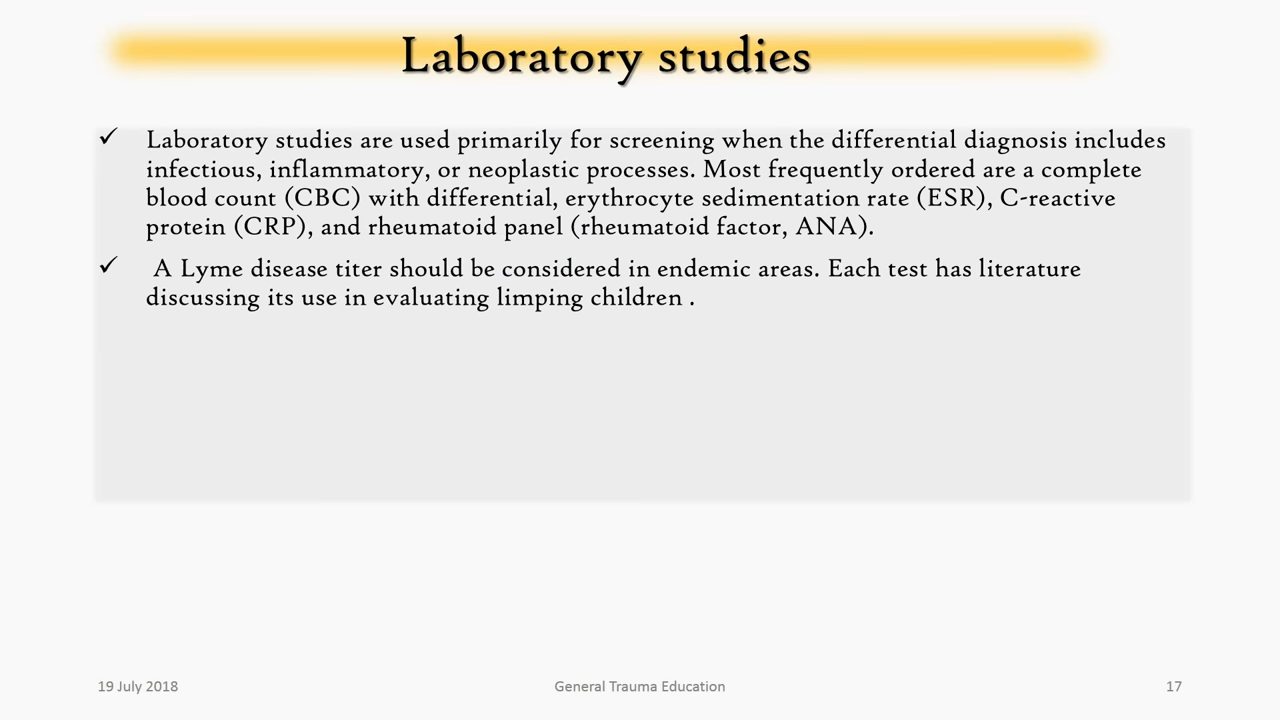 Laboratory studies
✓ Laboratory studies are used primarily for screening when the differential diagnosis includes
infectious, inflammatory, or neoplastic processes. Most frequently ordered are a complete
blood count (CBC) with differential, erythrocyte sedimentation rate (ESR), C-reactive
protein (CRP), and rheumatoid panel (rheumatoid factor, ANA).
✓ A Lyme disease titer should be considered in endemic areas. Each test has literature
discussing its use in evaluating limping children .
19 July 2018
General Trauma Education
17